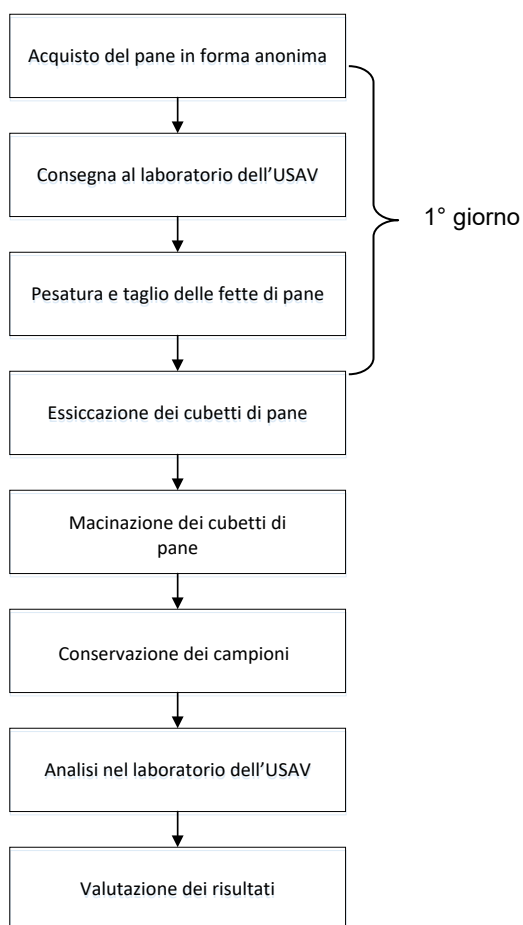 Acquisto del pane in forma anonima
Consegna al laboratorio dell’USAV
1° giorno
Pesatura e taglio delle fette di pane
Essiccazione dei cubetti di pane
Macinazione dei cubetti di
pane
Conservazione dei campioni
Analisi nel laboratorio dell’USAV
Valutazione dei risultati